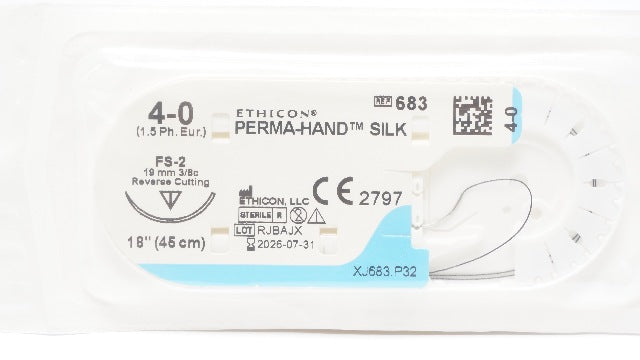 4-0
(1.5 Ph. Eur.)
FS-2
19 mm 3/8c
Reverse Cutting
18" (45 cm)
ETHICON®
PERMA-HAND™ SILK
REF 683
4-0
ETHICON, LLC
CE 2797
STERILE R
LOT RJBAJX
2026-07-31
XJ683.P32